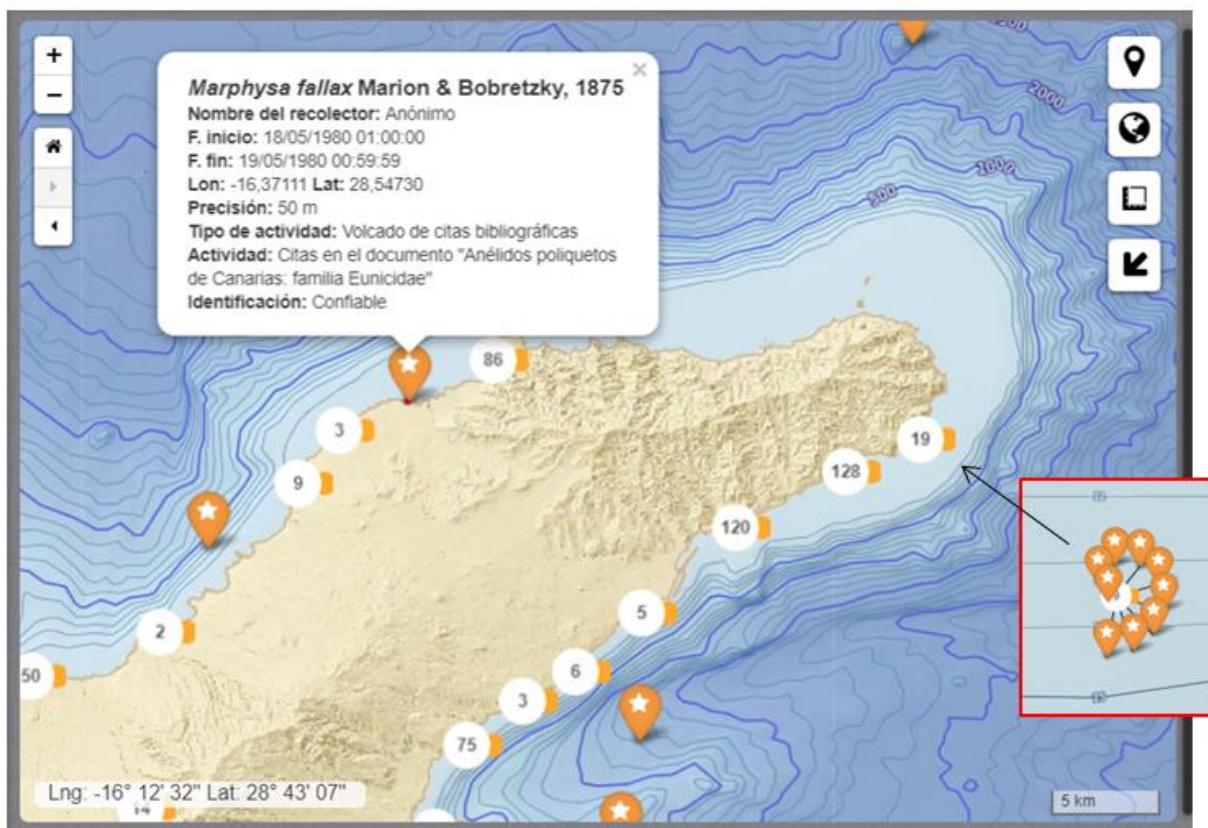 1500
+
−
2000
Marphysa fallax Marion & Bobretzky, 1875
×
Nombre del recolector: Anónimo
F. inicio: 18/05/1980 01:00:00
F. fin: 19/05/1980 00:59:59
Lon: -16,37111 Lat: 28,54730
Precisión: 50 m
Tipo de actividad: Volcado de citas bibliográficas
Actividad: Citas en el documento "Anélidos poliquetos
de Canarias: familia Eunicidae"
Identificación: Confiable
1000
500
86
3
19
128
9
120
5
2
6
50
3
75
Lng: -16° 12' 32" Lat: 28° 43' 07"
14
5 km